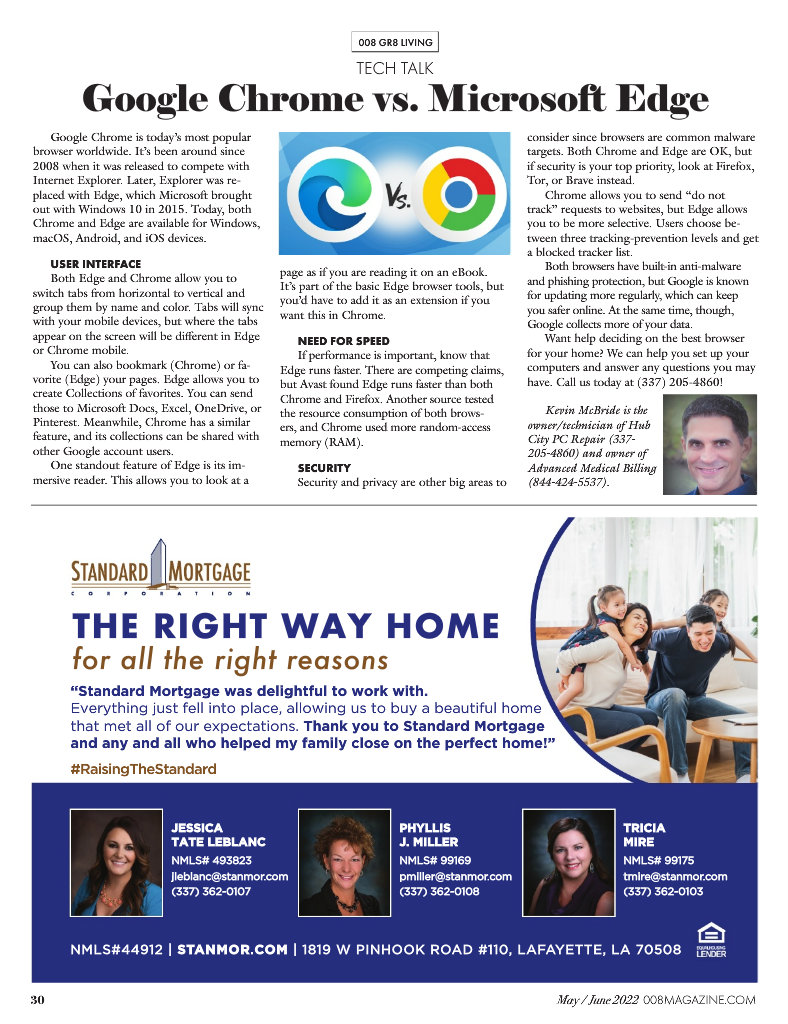 008 GR8 LIVING
TECH TALK
Google Chrome vs. Microsoft Edge
Google Chrome is today's most popular
browser worldwide. It's been around since
2008 when it was released to compete with
Internet Explorer. Later, Explorer was re-
placed with Edge, which Microsoft brought
out with Windows 10 in 2015. Today, both
Chrome and Edge are available for Windows,
macOS, Android, and iOS devices.
USER INTERFACE
Both Edge and Chrome allow you to
switch tabs from horizontal to vertical and
group them by name and color. Tabs will sync
with your mobile devices, but where the tabs
appear on the screen will be different in Edge
or Chrome mobile.
You can also bookmark (Chrome) or fa-
vorite (Edge) your pages. Edge allows you to
create Collections of favorites. You can send
those to Microsoft Docs, Excel, OneDrive, or
Pinterest. Meanwhile, Chrome has a similar
feature, and its collections can be shared with
other Google account users.
One standout feature of Edge is its im-
mersive reader. This allows you to look at a
Vs.
page as if you are reading it on an eBook.
It's part of the basic Edge browser tools, but
you'd have to add it as an extension if you
want this in Chrome.
NEED FOR SPEED
If performance is important, know that
Edge runs faster. There are competing claims,
but Avast found Edge runs faster than both
Chrome and Firefox. Another source tested
the resource consumption of both brows-
ers, and Chrome used more random-access
memory (RAM).
SECURITY
Security and privacy are other big areas to
consider since browsers are common malware
targets. Both Chrome and Edge are OK, but
if security is your top priority, look at Firefox,
Tor, or Brave instead.
Chrome allows you to send "do not
track" requests to websites, but Edge allows
you to be more selective. Users choose be-
tween three tracking-prevention levels and get
a blocked tracker list.
Both browsers have built-in anti-malware
and phishing protection, but Google is known
for updating more regularly, which can keep
you safer online. At the same time, though,
Google collects more of your data.
Want help deciding on the best browser
for your home? We can help you set up your
computers and answer any questions you may
have. Call us today at (337) 205-4860!
Kevin McBride is the
owner/technician of Hub
City PC Repair (337-
205-4860) and owner of
Advanced Medical Billing
(844-424-5537).
STANDARD MORTGAGE
CORPORATION
THE RIGHT WAY HOME
for all the right reasons
"Standard Mortgage was delightful to work with.
Everything just fell into place, allowing us to buy a beautiful home
that met all of our expectations. Thank you to Standard Mortgage
and any and all who helped my family close on the perfect home!"
#RaisingTheStandard
JESSICA
TATE LEBLANC
NMLS# 493823
jleblanc@stanmor.com
(337) 362-0107
PHYLLIS
J. MILLER
NMLS# 99169
pmiller@stanmor.com
(337) 362-0108
TRICIA
MIRE
NMLS# 99175
tmire@stanmor.com
(337) 362-0103
NMLS#44912 | STANMOR.COM | 1819 W PINHOOK ROAD #110, LAFAYETTE, LA 70508
EQUAL HOUSING
LENDER
30
May / June 2022 008MAGAZINE.COM